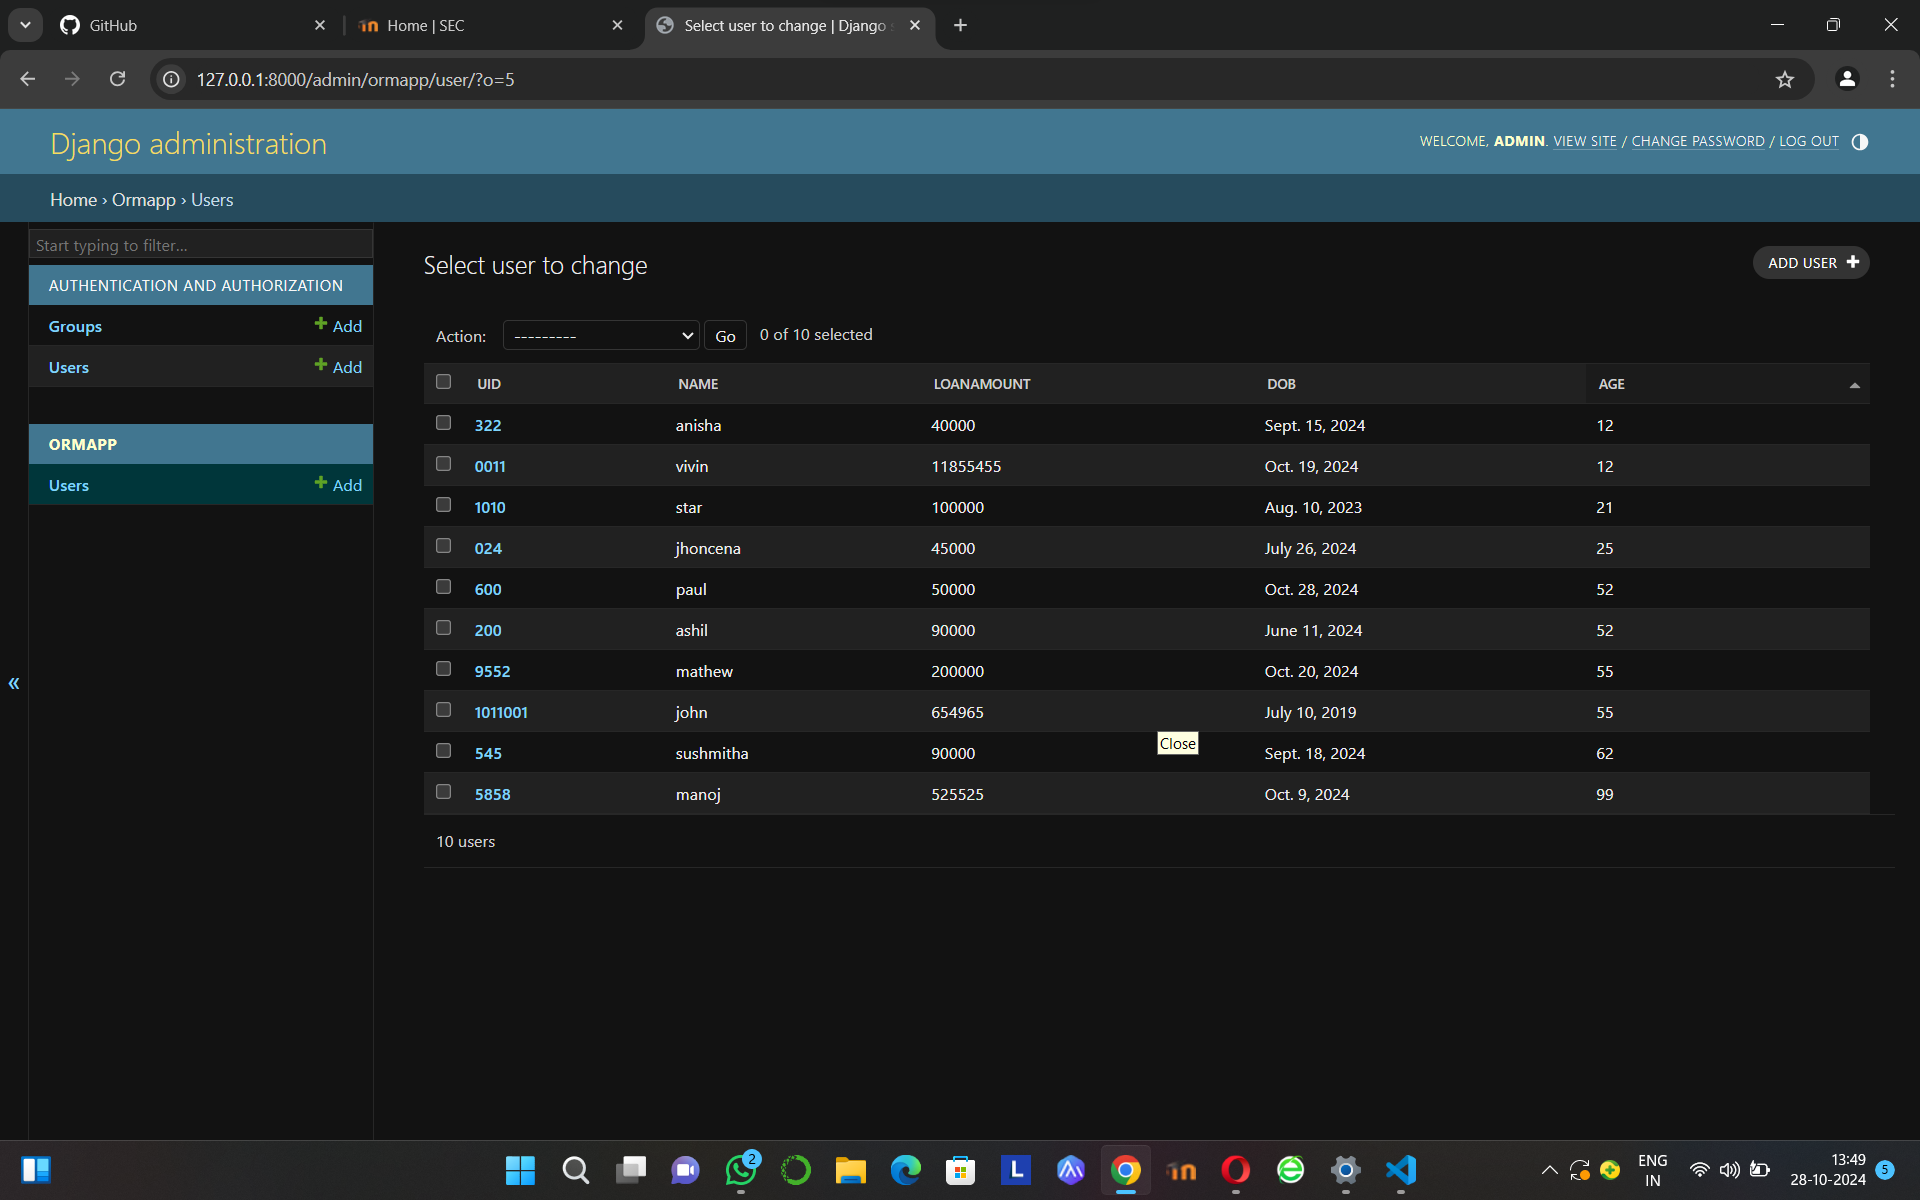 GitHub
Home | SEC
Select user to change | Django
127.0.0.1:8000/admin/ormapp/user/?o=5
Django administration
WELCOME, ADMIN. VIEW SITE / CHANGE PASSWORD / LOG OUT
Home › Ormapp › Users
Start typing to filter...
AUTHENTICATION AND AUTHORIZATION
Groups + Add
Users + Add
ORMAPP
Users + Add
«
Select user to change
ADD USER +
Action: --------- Go 0 of 10 selected
UID NAME LOANAMOUNT DOB AGE
322 anisha 40000 Sept. 15, 2024 12
0011 vivin 11855455 Oct. 19, 2024 12
1010 star 100000 Aug. 10, 2023 21
024 jhoncena 45000 July 26, 2024 25
600 paul 50000 Oct. 28, 2024 52
200 ashil 90000 June 11, 2024 52
9552 mathew 200000 Oct. 20, 2024 55
1011001 john 654965 July 10, 2019 55
Close
545 sushmitha 90000 Sept. 18, 2024 62
5858 manoj 525525 Oct. 9, 2024 99
10 users
2
L
ENG
IN
13:49
28-10-2024
5